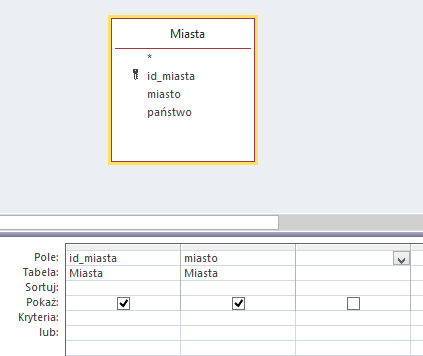 Miasta
*
id_miasta
miasto
państwo
Pole: id_miasta miasto
Tabela: Miasta Miasta
Sortuj:
Pokaż:
Kryteria:
lub: